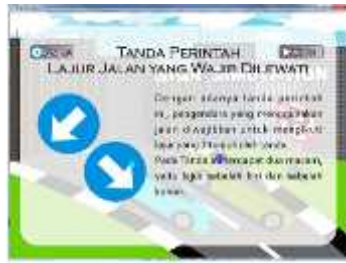 TANDA PERINTAH
LAJUR JALAN YANG WAJIB DILEWATI
Dengan adanya tanda perintah
ini, pengendara yang menggunakan
jalan diwajibkan untuk mengikuti
lajur yang ditunjuk oleh tanda.
Pada Tanda ini terdapat dua macam,
yaitu lajur sebelah kiri dan sebelah
kanan.